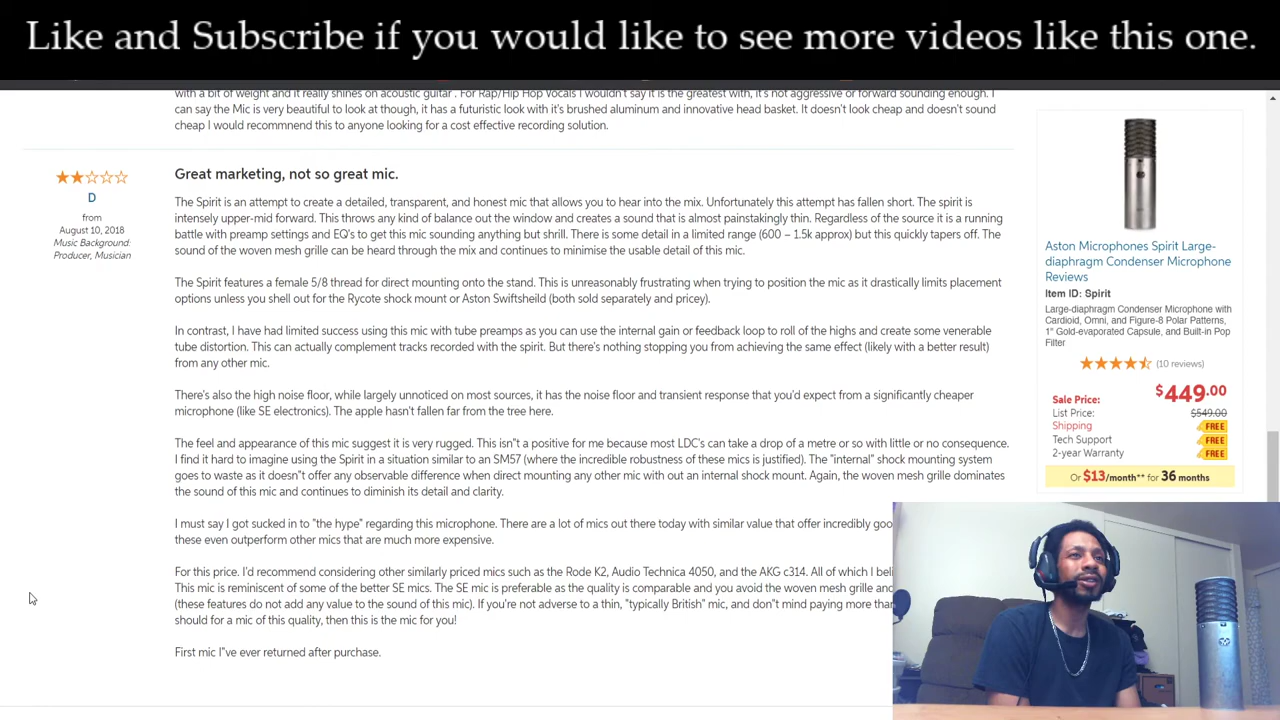 Like and Subscribe if you would like to see more videos like this one.
with a bit of weight and it really shines on acoustic guitar . For Rap/Hip Hop Vocals I wouldn't say it is the greatest with, it's not aggressive or forward sounding enough. I
can say the Mic is very beautiful to look at though, it has a futuristic look with it's brushed aluminum and innovative head basket. It doesn't look cheap and doesn't sound
cheap I would recommnend this to anyone looking for a cost effective recording solution.
D
from
August 10, 2018
Music Background:
Producer, Musician
Great marketing, not so great mic.
The Spirit is an attempt to create a detailed, transparent, and honest mic that allows you to hear into the mix. Unfortunately this attempt has fallen short. The spirit is
intensely upper-mid forward. This throws any kind of balance out the window and creates a sound that is almost painstakingly thin. Regardless of the source it is a running
battle with preamp settings and EQ's to get this mic sounding anything but shrill. There is some detail in a limited range (600 – 1.5k approx) but this quickly tapers off. The
sound of the woven mesh grille can be heard through the mix and continues to minimise the usable detail of this mic.
The Spirit features a female 5/8 thread for direct mounting onto the stand. This is unreasonably frustrating when trying to position the mic as it drastically limits placement
options unless you shell out for the Rycote shock mount or Aston Swiftsheild (both sold separately and pricey).
In contrast, I have had limited success using this mic with tube preamps as you can use the internal gain or feedback loop to roll of the highs and create some venerable
tube distortion. This can actually complement tracks recorded with the spirit. But there's nothing stopping you from achieving the same effect (likely with a better result)
from any other mic.
There's also the high noise floor, while largely unnoticed on most sources, it has the noise floor and transient response that you'd expect from a significantly cheaper
microphone (like SE electronics). The apple hasn't fallen far from the tree here.
The feel and appearance of this mic suggest it is very rugged. This isn"t a positive for me because most LDC's can take a drop of a metre or so with little or no consequence.
I find it hard to imagine using the Spirit in a situation similar to an SM57 (where the incredible robustness of these mics is justified). The "internal" shock mounting system
goes to waste as it doesn"t offer any observable difference when direct mounting any other mic with out an internal shock mount. Again, the woven mesh grille dominates
the sound of this mic and continues to diminish its detail and clarity.
I must say I got sucked in to "the hype" regarding this microphone. There are a lot of mics out there today with similar value that offer incredibly goo
these even outperform other mics that are much more expensive.
For this price. I'd recommend considering other similarly priced mics such as the Rode K2, Audio Technica 4050, and the AKG c314. All of which I beli
This mic is reminiscent of some of the better SE mics. The SE mic is preferable as the quality is comparable and you avoid the woven mesh grille and
(these features do not add any value to the sound of this mic). If you're not adverse to a thin, "typically British" mic, and don"t mind paying more than
should for a mic of this quality, then this is the mic for you!
First mic I"ve ever returned after purchase.
Aston Microphones Spirit Large-
diaphragm Condenser Microphone
Reviews
Item ID: Spirit
Large-diaphragm Condenser Microphone with
Cardioid, Omni, and Figure-8 Polar Patterns,
1" Gold-evaporated Capsule, and Built-in Pop
Filter
(10 reviews)
Sale Price: $449.00
List Price: $549.00
Shipping FREE
Tech Support FREE
2-year Warranty FREE
Or $13/month** for 36 months